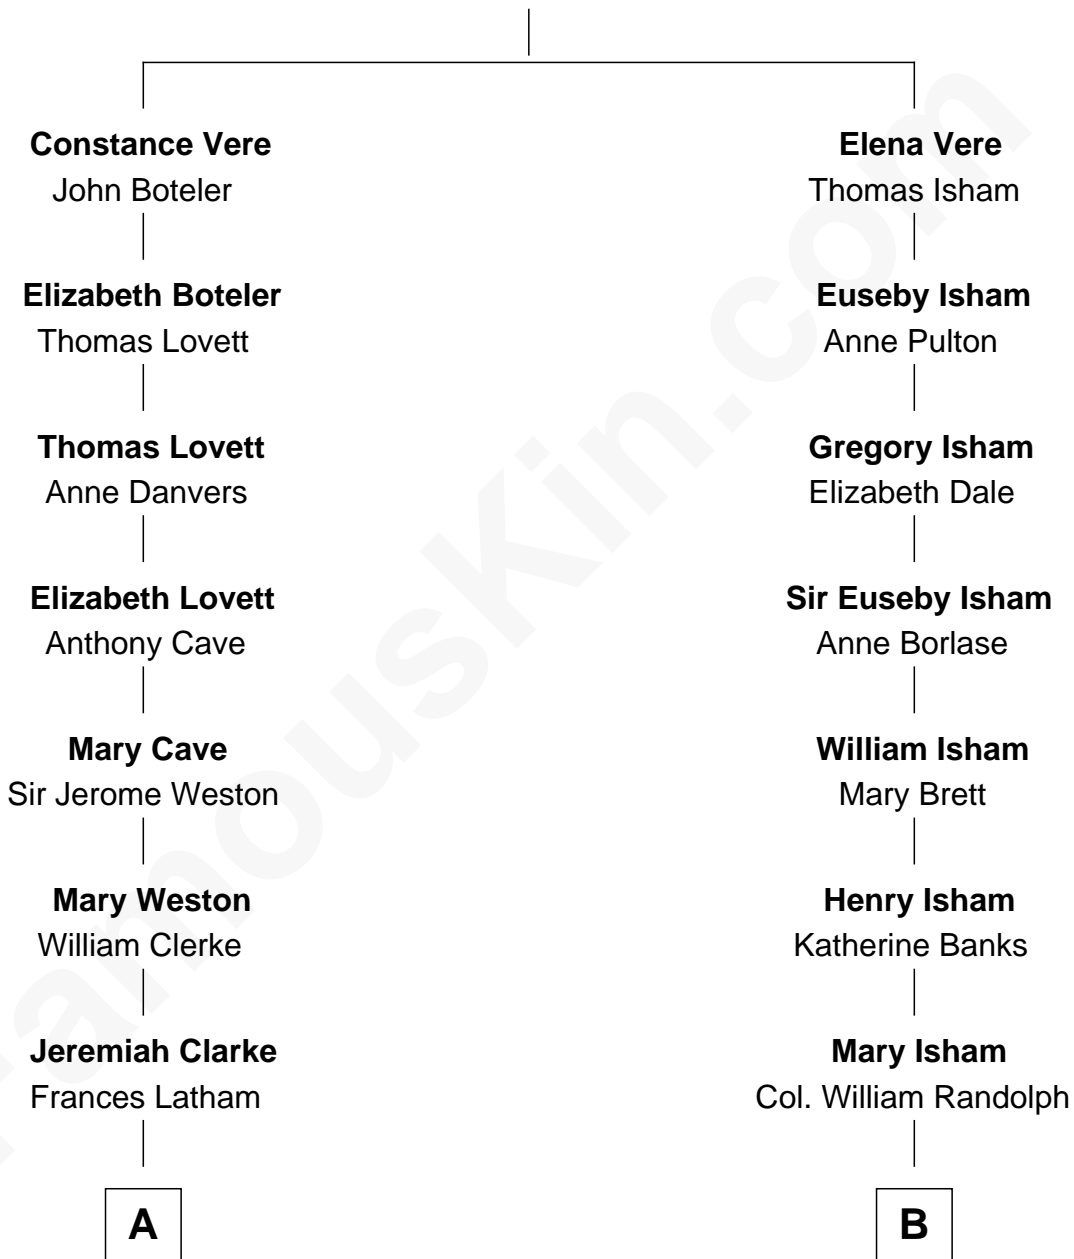 Constance Vere
John Boteler
Elizabeth Boteler
Thomas Lovett
Thomas Lovett
Anne Danvers
Elizabeth Lovett
Anthony Cave
Mary Cave
Sir Jerome Weston
Mary Weston
William Clerke
Jeremiah Clarke
Frances Latham
A
Elena Vere
Thomas Isham
Euseby Isham
Anne Pulton
Gregory Isham
Elizabeth Dale
Sir Euseby Isham
Anne Borlase
William Isham
Mary Brett
Henry Isham
Katherine Banks
Mary Isham
Col. William Randolph
B
FamousKin.com